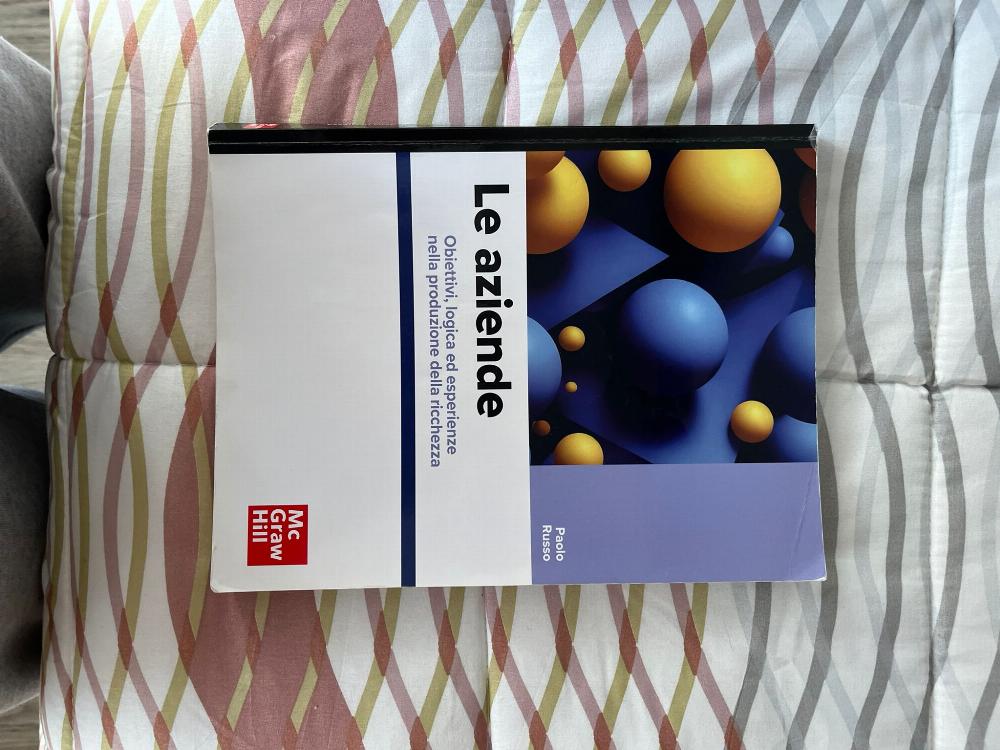 Paolo
Russo
Le aziende
Obiettivi, logica ed esperienze
nella produzione della ricchezza
Mc
Graw
Hill